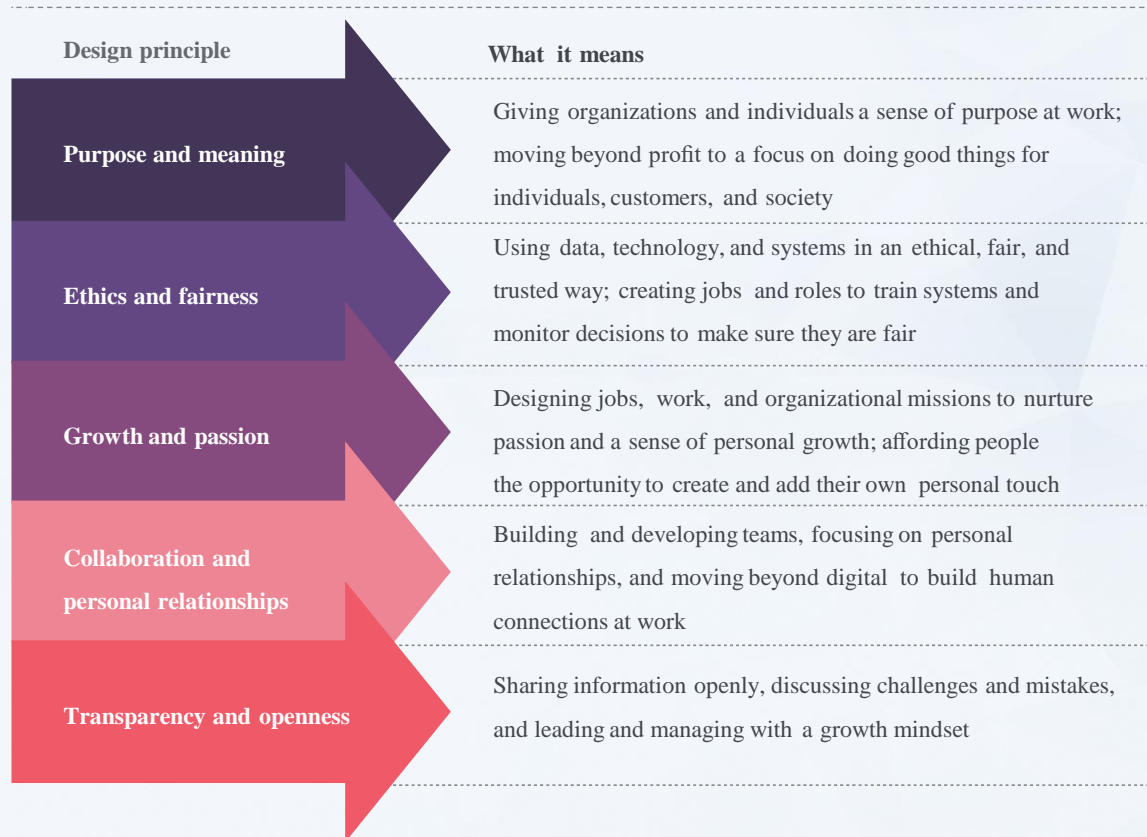 Design principle
What it means
Purpose and meaning
Giving organizations and individuals a sense of purpose at work;
moving beyond profit to a focus on doing good things for
individuals, customers, and society
Ethics and fairness
Using data, technology, and systems in an ethical, fair, and
trusted way; creating jobs and roles to train systems and
monitor decisions to make sure they are fair
Growth and passion
Designing jobs, work, and organizational missions to nurture
passion and a sense of personal growth; affording people
the opportunity to create and add their own personal touch
Collaboration and
personal relationships
Building and developing teams, focusing on personal
relationships, and moving beyond digital to build human
connections at work
Transparency and openness
Sharing information openly, discussing challenges and mistakes,
and leading and managing with a growth mindset